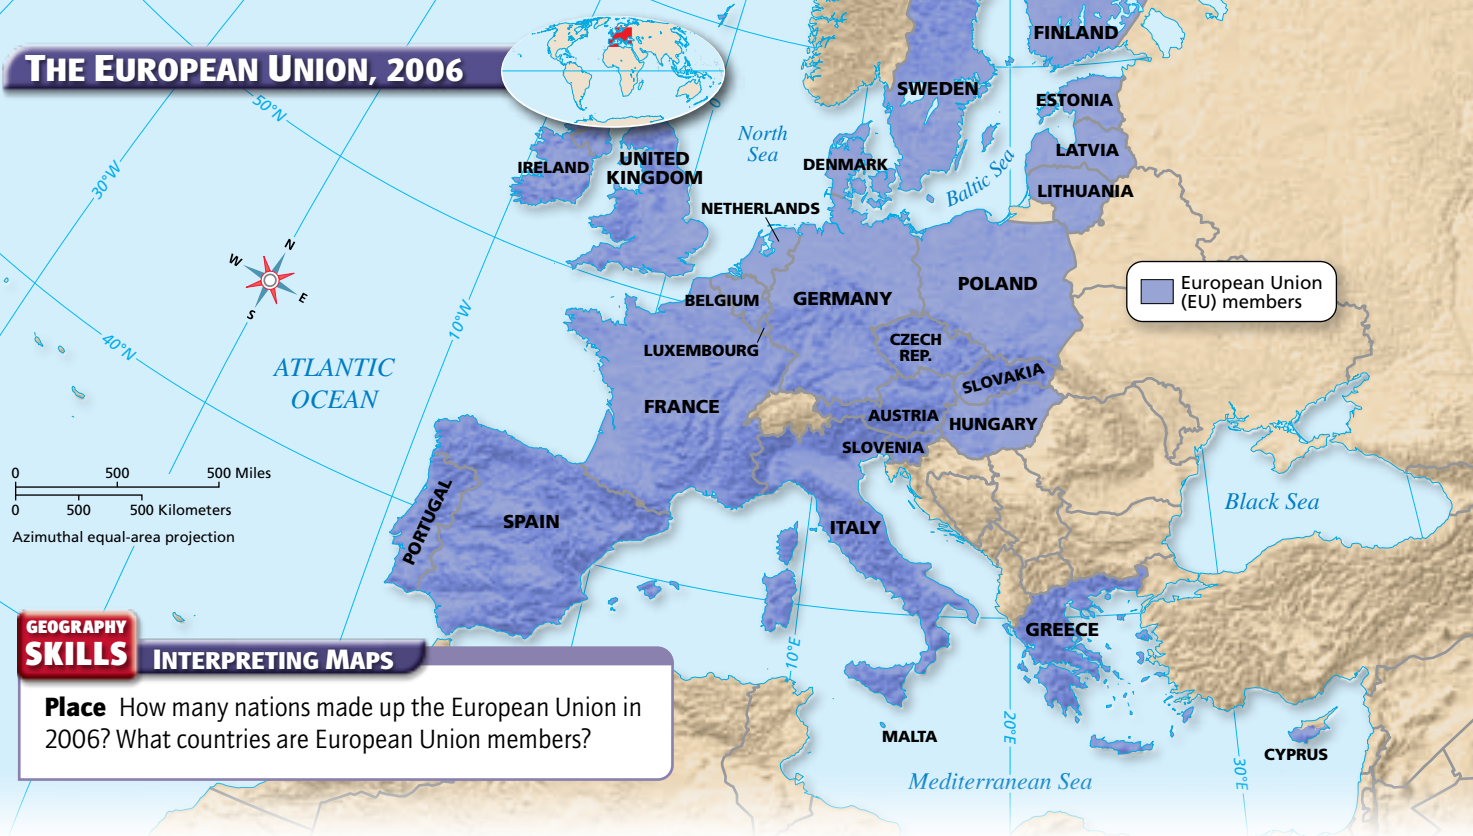 THE EUROPEAN UNION, 2006
50°N
30°W
40°N
10°W
N
W
E
S
0
North
Sea
Baltic Sea
ATLANTIC
OCEAN
Black Sea
Mediterranean Sea
FINLAND
SWEDEN
ESTONIA
LATVIA
LITHUANIA
DENMARK
IRELAND
UNITED
KINGDOM
NETHERLANDS
BELGIUM
GERMANY
POLAND
LUXEMBOURG
CZECH
REP.
SLOVAKIA
FRANCE
AUSTRIA
HUNGARY
SLOVENIA
PORTUGAL
SPAIN
ITALY
GREECE
MALTA
CYPRUS
10°E
20°E
30°E
European Union
(EU) members
0 500 500 Miles
0 500 500 Kilometers
Azimuthal equal-area projection
GEOGRAPHY
SKILLS
INTERPRETING MAPS
Place How many nations made up the European Union in
2006? What countries are European Union members?